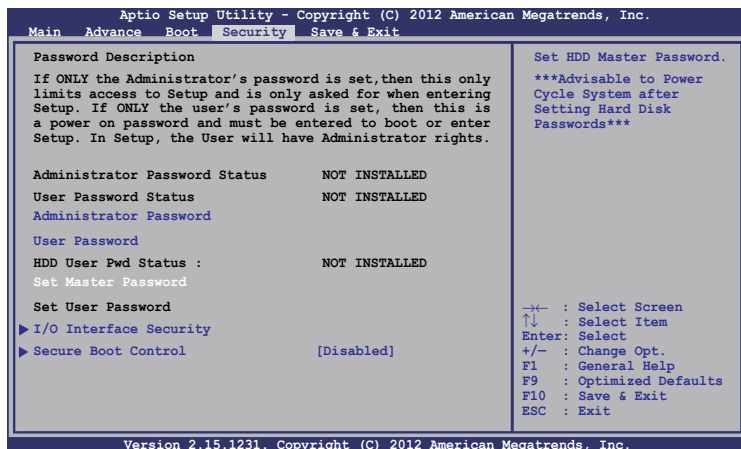 Aptio Setup Utility - Copyright (C) 2012 American Megatrends, Inc.
Main Advance Boot Security Save & Exit
Password Description
If ONLY the Administrator's password is set,then this only
limits access to Setup and is only asked for when entering
Setup. If ONLY the user's password is set, then this is
a power on password and must be entered to boot or enter
Setup. In Setup, the User will have Administrator rights.
Administrator Password Status NOT INSTALLED
User Password Status NOT INSTALLED
Administrator Password
User Password
HDD User Pwd Status : NOT INSTALLED
Set Master Password
Set User Password
I/O Interface Security
Secure Boot Control [Disabled]
Set HDD Master Password.
***Advisable to Power
Cycle System after
Setting Hard Disk
Passwords***
→← : Select Screen
↑↓ : Select Item
Enter: Select
+/— : Change Opt.
F1 : General Help
F9 : Optimized Defaults
F10 : Save & Exit
ESC : Exit
Version 2.15.1231. Copyright (C) 2012 American Megatrends, Inc.